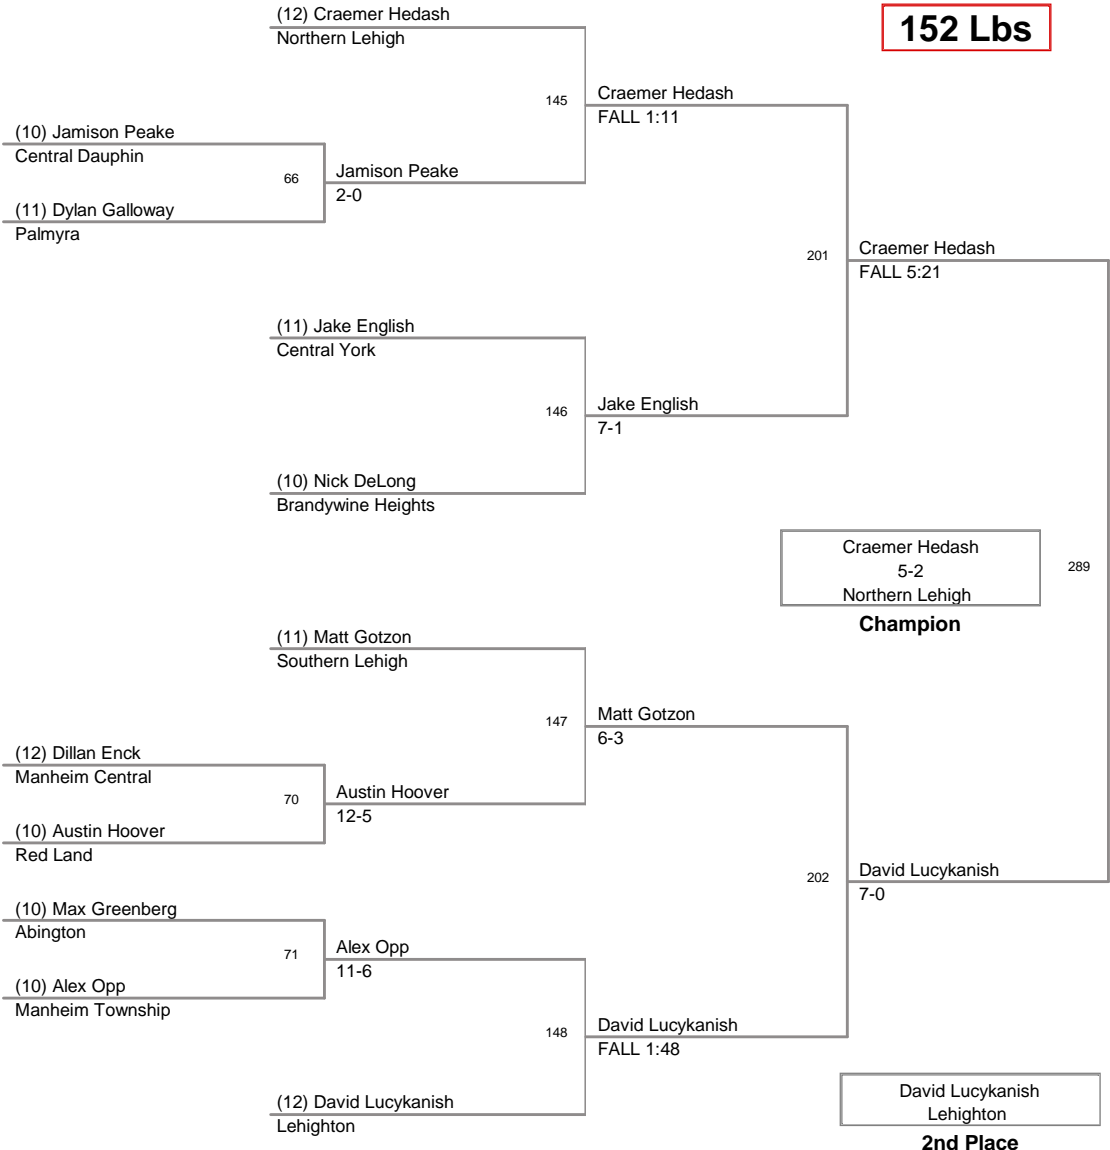 (12) Craemer Hedash
Northern Lehigh
152 Lbs
145
Craemer Hedash
FALL 1:11
(10) Jamison Peake
Central Dauphin
66
Jamison Peake
2-0
(11) Dylan Galloway
Palmyra
201
Craemer Hedash
FALL 5:21
(11) Jake English
Central York
146
Jake English
7-1
(10) Nick DeLong
Brandywine Heights
Craemer Hedash
5-2
Northern Lehigh
Champion
289
(11) Matt Gotzon
Southern Lehigh
147
Matt Gotzon
6-3
(12) Dillan Enck
Manheim Central
70
Austin Hoover
12-5
(10) Austin Hoover
Red Land
202
David Lucykanish
7-0
(10) Max Greenberg
Abington
71
Alex Opp
11-6
(10) Alex Opp
Manheim Township
148
David Lucykanish
FALL 1:48
(12) David Lucykanish
Lehighton
David Lucykanish
Lehighton
2nd Place